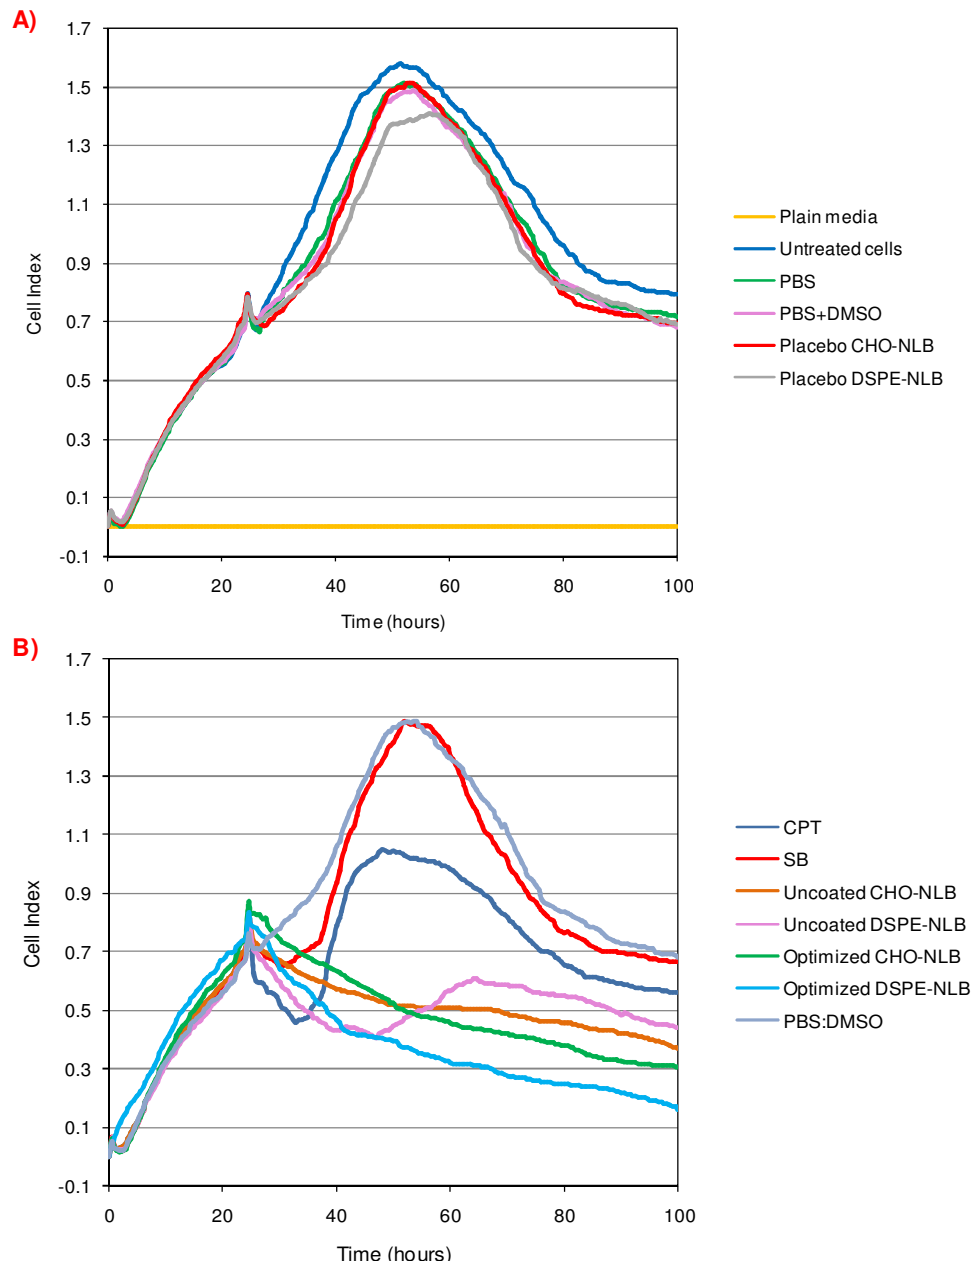 A)
1.7
1.5
1.3
1.1
0.9
0.7
0.5
0.3
0.1
-0.1
Cell Index
0 20 40 60 80 100
Time (hours)
Plain media
Untreated cells
PBS
PBS+DMSO
Placebo CHO-NLB
Placebo DSPE-NLB
B)
1.7
1.5
1.3
1.1
0.9
0.7
0.5
0.3
0.1
-0.1
Cell Index
0 20 40 60 80 100
Time (hours)
CPT
SB
Uncoated CHO-NLB
Uncoated DSPE-NLB
Optimized CHO-NLB
Optimized DSPE-NLB
PBS:DMSO